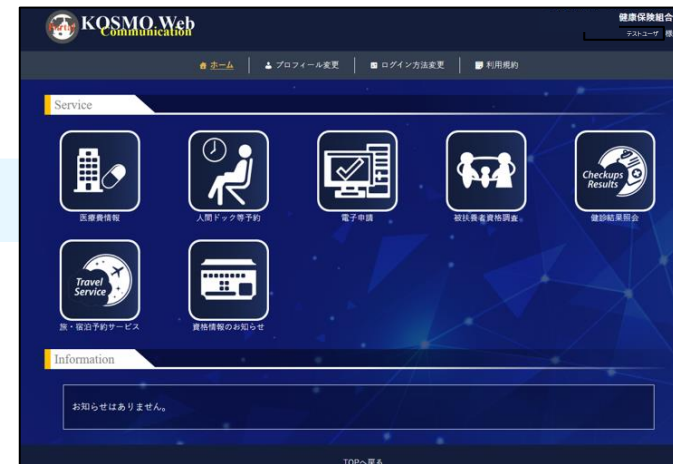 KOSMO Web
Communication
健康保険組合
テストユーザ 様
ホーム
プロフィール変更
ログイン方法変更
利用規約
Service
医療費情報
人間ドック等予約
電子申請
被扶養者資格調査
Checkups
Results
健診結果照会
Travel
Service
旅・宿泊予約サービス
資格情報のお知らせ
Information
お知らせはありません。
TOPへ戻る